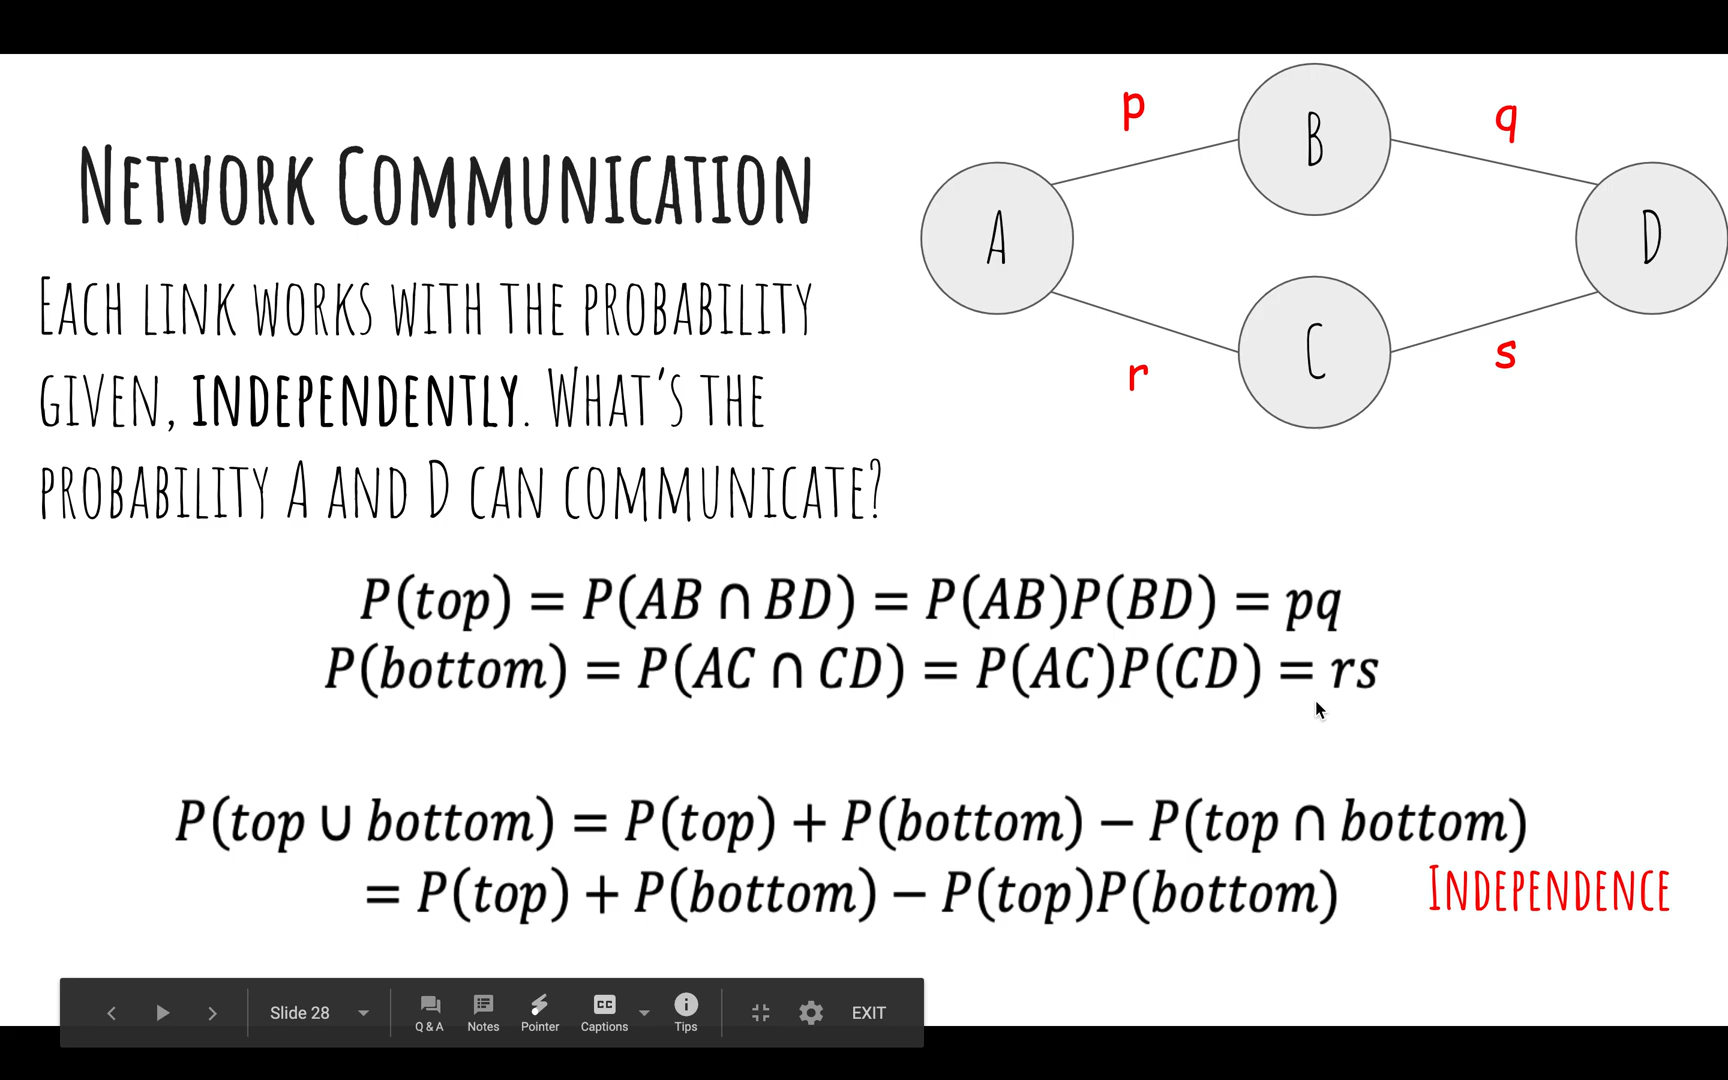 NETWORK COMMUNICATION
EACH LINK WORKS WITH THE PROBABILITY
GIVEN, INDEPENDENTLY. WHAT'S THE
PROBABILITY A AND D CAN COMMUNICATE?
p
B
q
A
D
r
C
s
P(top) = P(AB ∩ BD) = P(AB)P(BD) = pq
P(bottom) = P(AC ∩ CD) = P(AC)P(CD) = rs
P(top ∪ bottom) = P(top) + P(bottom) − P(top ∩ bottom)
= P(top) + P(bottom) − P(top)P(bottom)
INDEPENDENCE
Slide 28
Q & A
Notes
Pointer
CC
Captions
Tips
EXIT